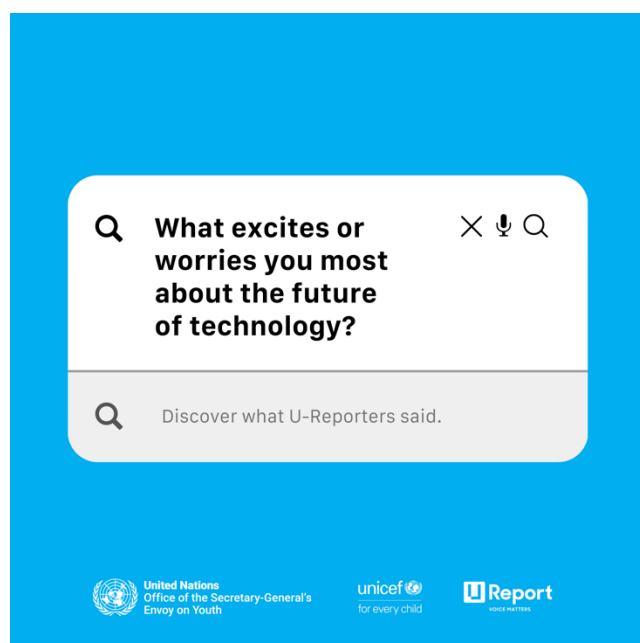 What excites or
worries you most
about the future
of technology?
Discover what U-Reporters said.
United Nations
Office of the Secretary-General's
Envoy on Youth
unicef
for every child
U Report
VOICE MATTERS